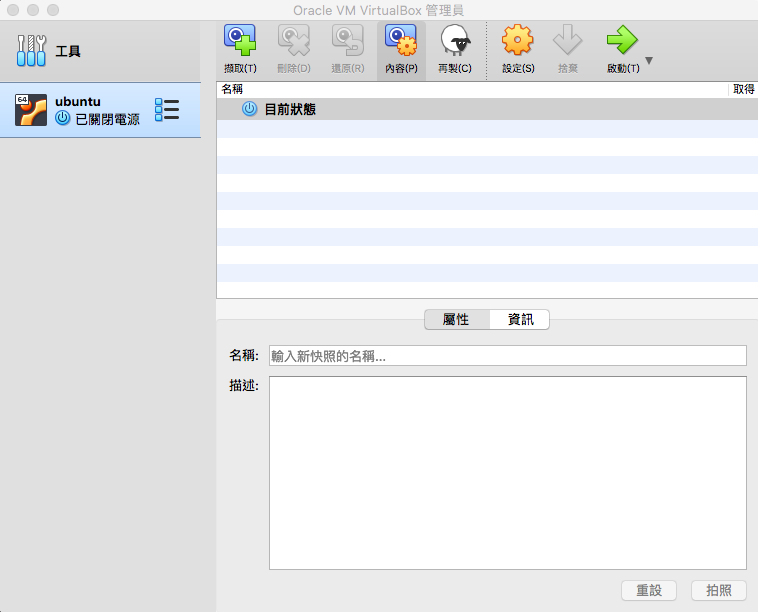 Oracle VM VirtualBox 管理員
工具
擷取(T) 刪除(D) 還原(R) 內容(P) 再製(C) 設定(S) 捨棄 啟動(T)
64
ubuntu
已關閉電源
名稱 取得
目前狀態
屬性 資訊
名稱: 輸入新快照的名稱...
描述:
重設 拍照